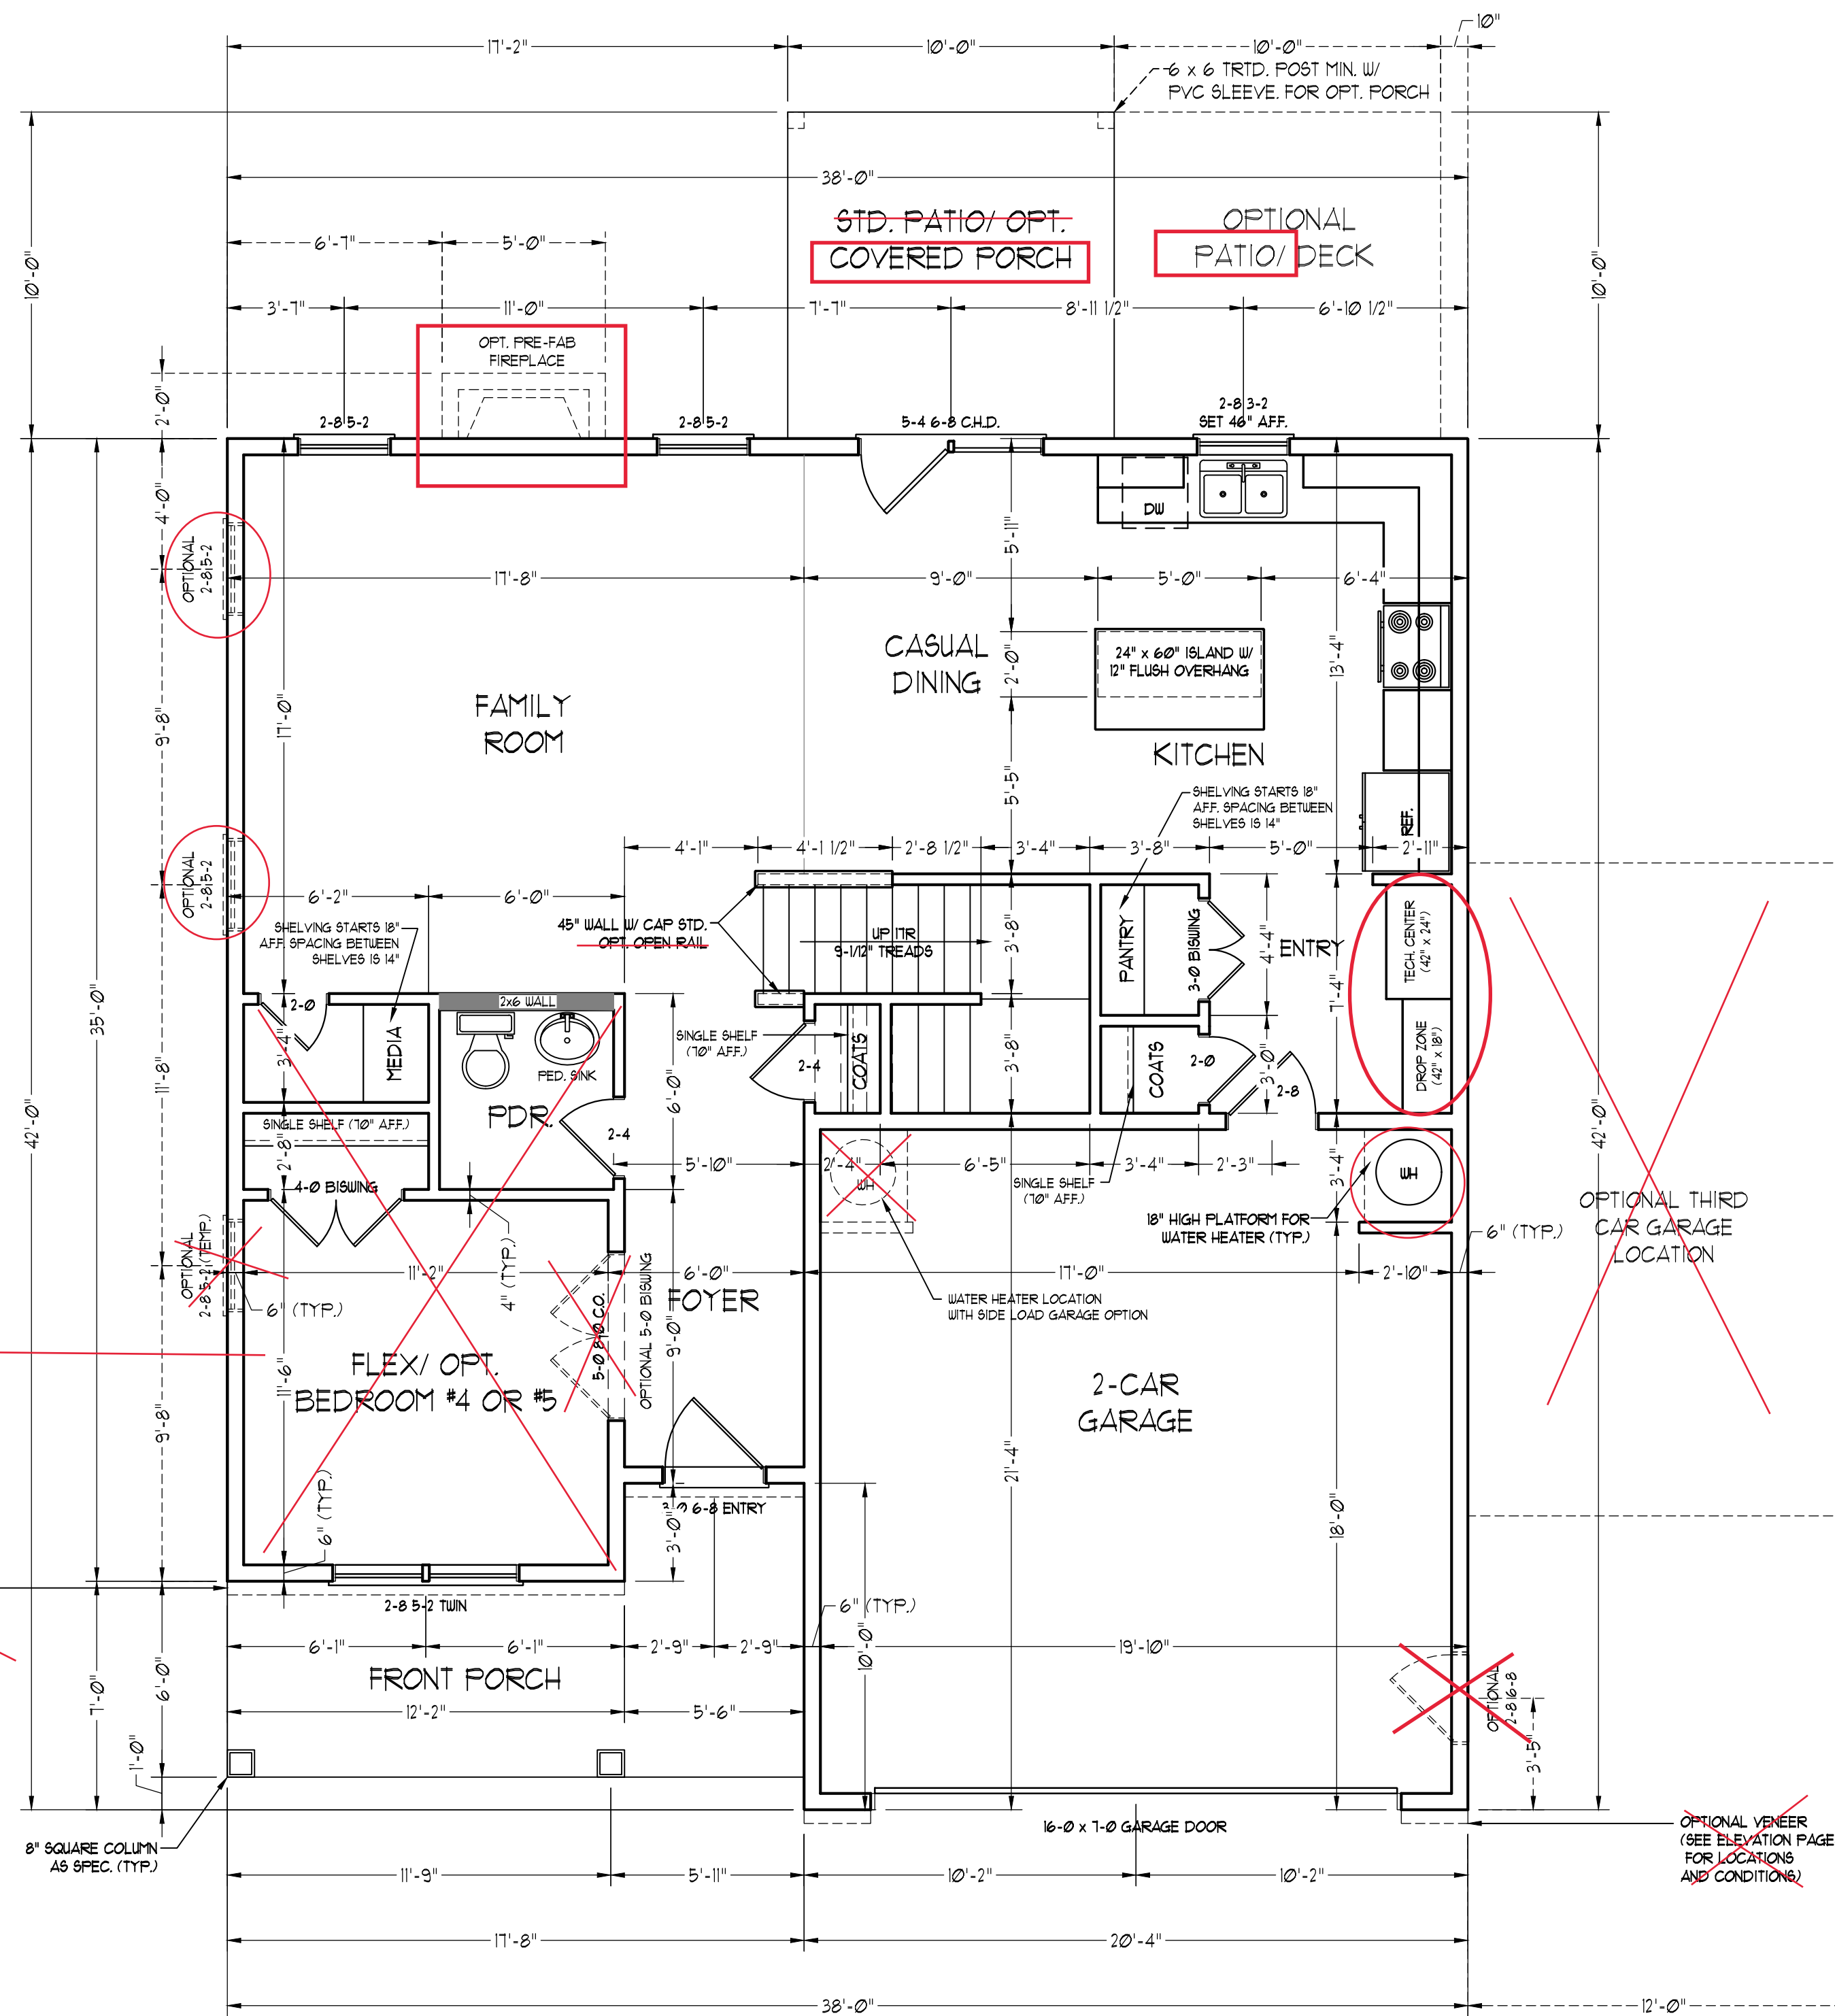 10"
17'-2"
10'-0"
10'-0"
6 x 6 TRTD. POST MIN. W/
PVC SLEEVE. FOR OPT. PORCH
38'-0"
STD. PATIO/ OPT.
COVERED PORCH
OPTIONAL
PATIO/ DECK
6'-7"
5'-0"
10'-0"
10'-0"
3'-7"
11'-0"
7'-7"
8'-11 1/2"
6'-10 1/2"
OPT. PRE-FAB
FIREPLACE
2'-0"
2-8 5-2
2-8 5-2
5-4 6-8 C.H.D.
2-8 3-2
SET 46" A.F.F.
4'-0"
DW
5'-11"
OPTIONAL
2-8 5-2
17'-8"
9'-0"
5'-0"
6'-4"
CASUAL
DINING
2'-0"
24" x 60" ISLAND W/
12" FLUSH OVERHANG
13'-4"
FAMILY
ROOM
17'-0"
9'-8"
KITCHEN
5'-5"
SHELVING STARTS 18"
A.F.F. SPACING BETWEEN
SHELVES IS 14"
REF.
4'-1"
4'-1 1/2"
2'-8 1/2"
3'-4"
3'-8"
5'-0"
2'-11"
OPTIONAL
2-8 5-2
6'-2"
6'-0"
SHELVING STARTS 18"
A.F.F. SPACING BETWEEN
SHELVES IS 14"
45" WALL W/ CAP STD.
OPT. OPEN RAIL
UP 17R
9-1/12" TREADS
3'-8"
PANTRY
3-0 BISWING
4'-4"
ENTRY
TECH. CENTER
(42" x 24")
7'-4"
35'-0"
2-0
2x6 WALL
3'-4"
MEDIA
PED. SINK
PDR.
SINGLE SHELF
(70" A.F.F.)
2-4
COATS
3'-8"
COATS
2-0
3'-0"
2-8
DROP ZONE
(42" x 18")
42'-0"
42'-0"
11'-8"
6'-0"
SINGLE SHELF (70" A.F.F.)
2'-8"
2-4
5'-10"
2'-4"
WH
6'-5"
3'-4"
2'-3"
3'-4"
WH
4-0 BISWING
SINGLE SHELF
(70" A.F.F.)
18" HIGH PLATFORM FOR
WATER HEATER (TYP.)
6" (TYP.)
OPTIONAL THIRD
CAR GARAGE
LOCATION
OPTIONAL
2-8 5-2 (TEMP.)
11'-2"
4" (TYP.)
6'-0"
17'-0"
2'-10"
6" (TYP.)
FOYER
WATER HEATER LOCATION
WITH SIDE LOAD GARAGE OPTION
5-0 8-0 C.O.
OPTIONAL 5-0 BISWING
9'-0"
FLEX/ OPT.
BEDROOM #4 OR #5
11'-6"
9'-8"
2-CAR
GARAGE
21'-4"
6" (TYP.)
3-0 6-8 ENTRY
3'-0"
18'-0"
2-8 5-2 TWIN
6" (TYP.)
6'-1"
6'-1"
2'-9"
2'-9"
10'-0"
19'-10"
FRONT PORCH
6'-0"
7'-0"
12'-2"
5'-6"
OPTIONAL
2-8 6-8
3'-5"
1'-0"
16-0 x 7-0 GARAGE DOOR
8" SQUARE COLUMN
AS SPEC. (TYP.)
OPTIONAL VENEER
(SEE ELEVATION PAGE
FOR LOCATIONS
AND CONDITIONS)
11'-9"
5'-11"
10'-2"
10'-2"
17'-8"
20'-4"
38'-0"
12'-0"